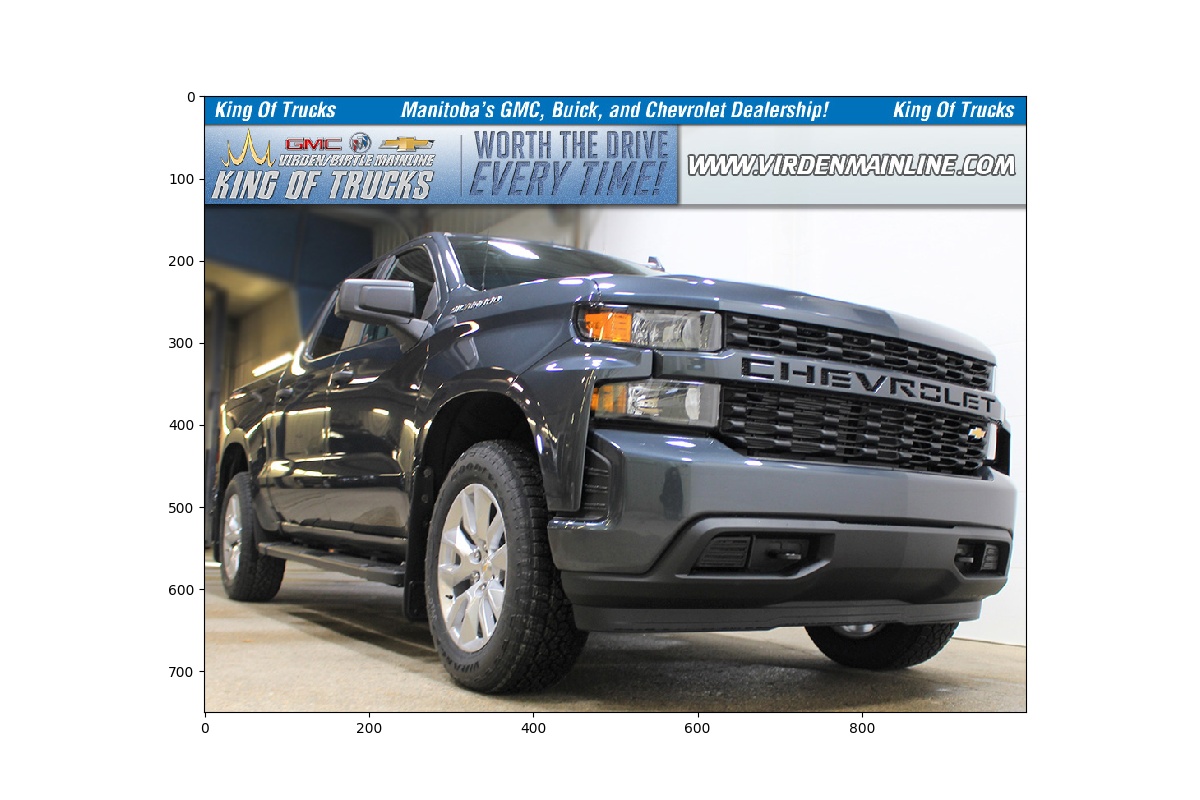 King Of Trucks Manitoba's GMC, Buick, and Chevrolet Dealership! King Of Trucks
GMC
VIRDEN/BIRTLE MAINLINE
KING OF TRUCKS
WORTH THE DRIVE
EVERY TIME!
WWW.VIRDENMAINLINE.COM
CHEVROLET
0
100
200
300
400
500
600
700
0 200 400 600 800